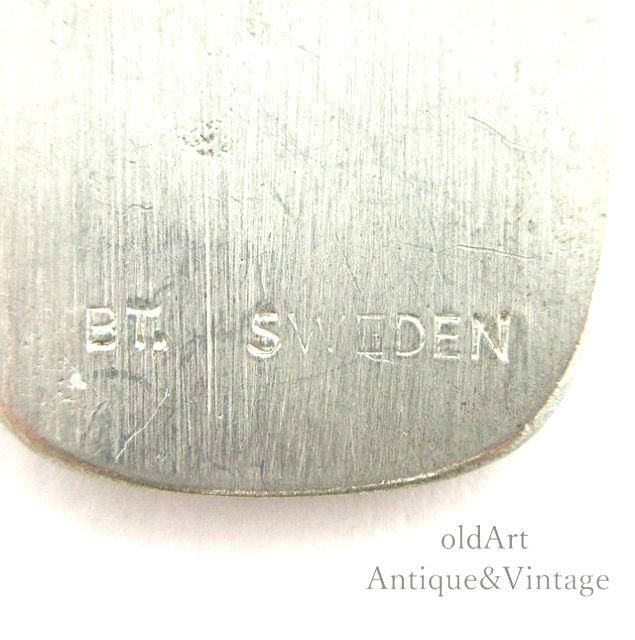 BT. SWEDEN
oldArt
Antique&Vintage